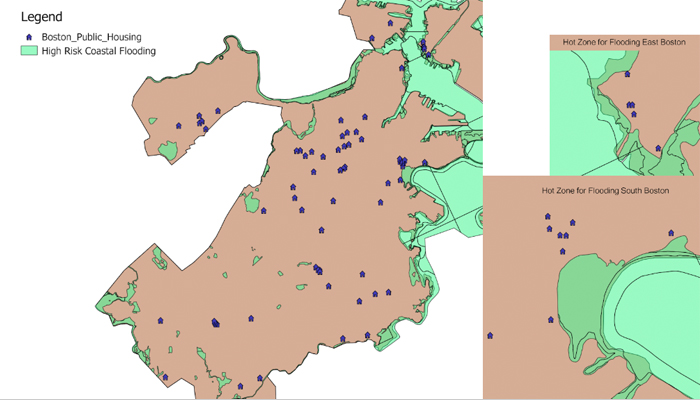 Legend
Boston_Public_Housing
High Risk Coastal Flooding
Hot Zone for Flooding East Boston
Hot Zone for Flooding South Boston